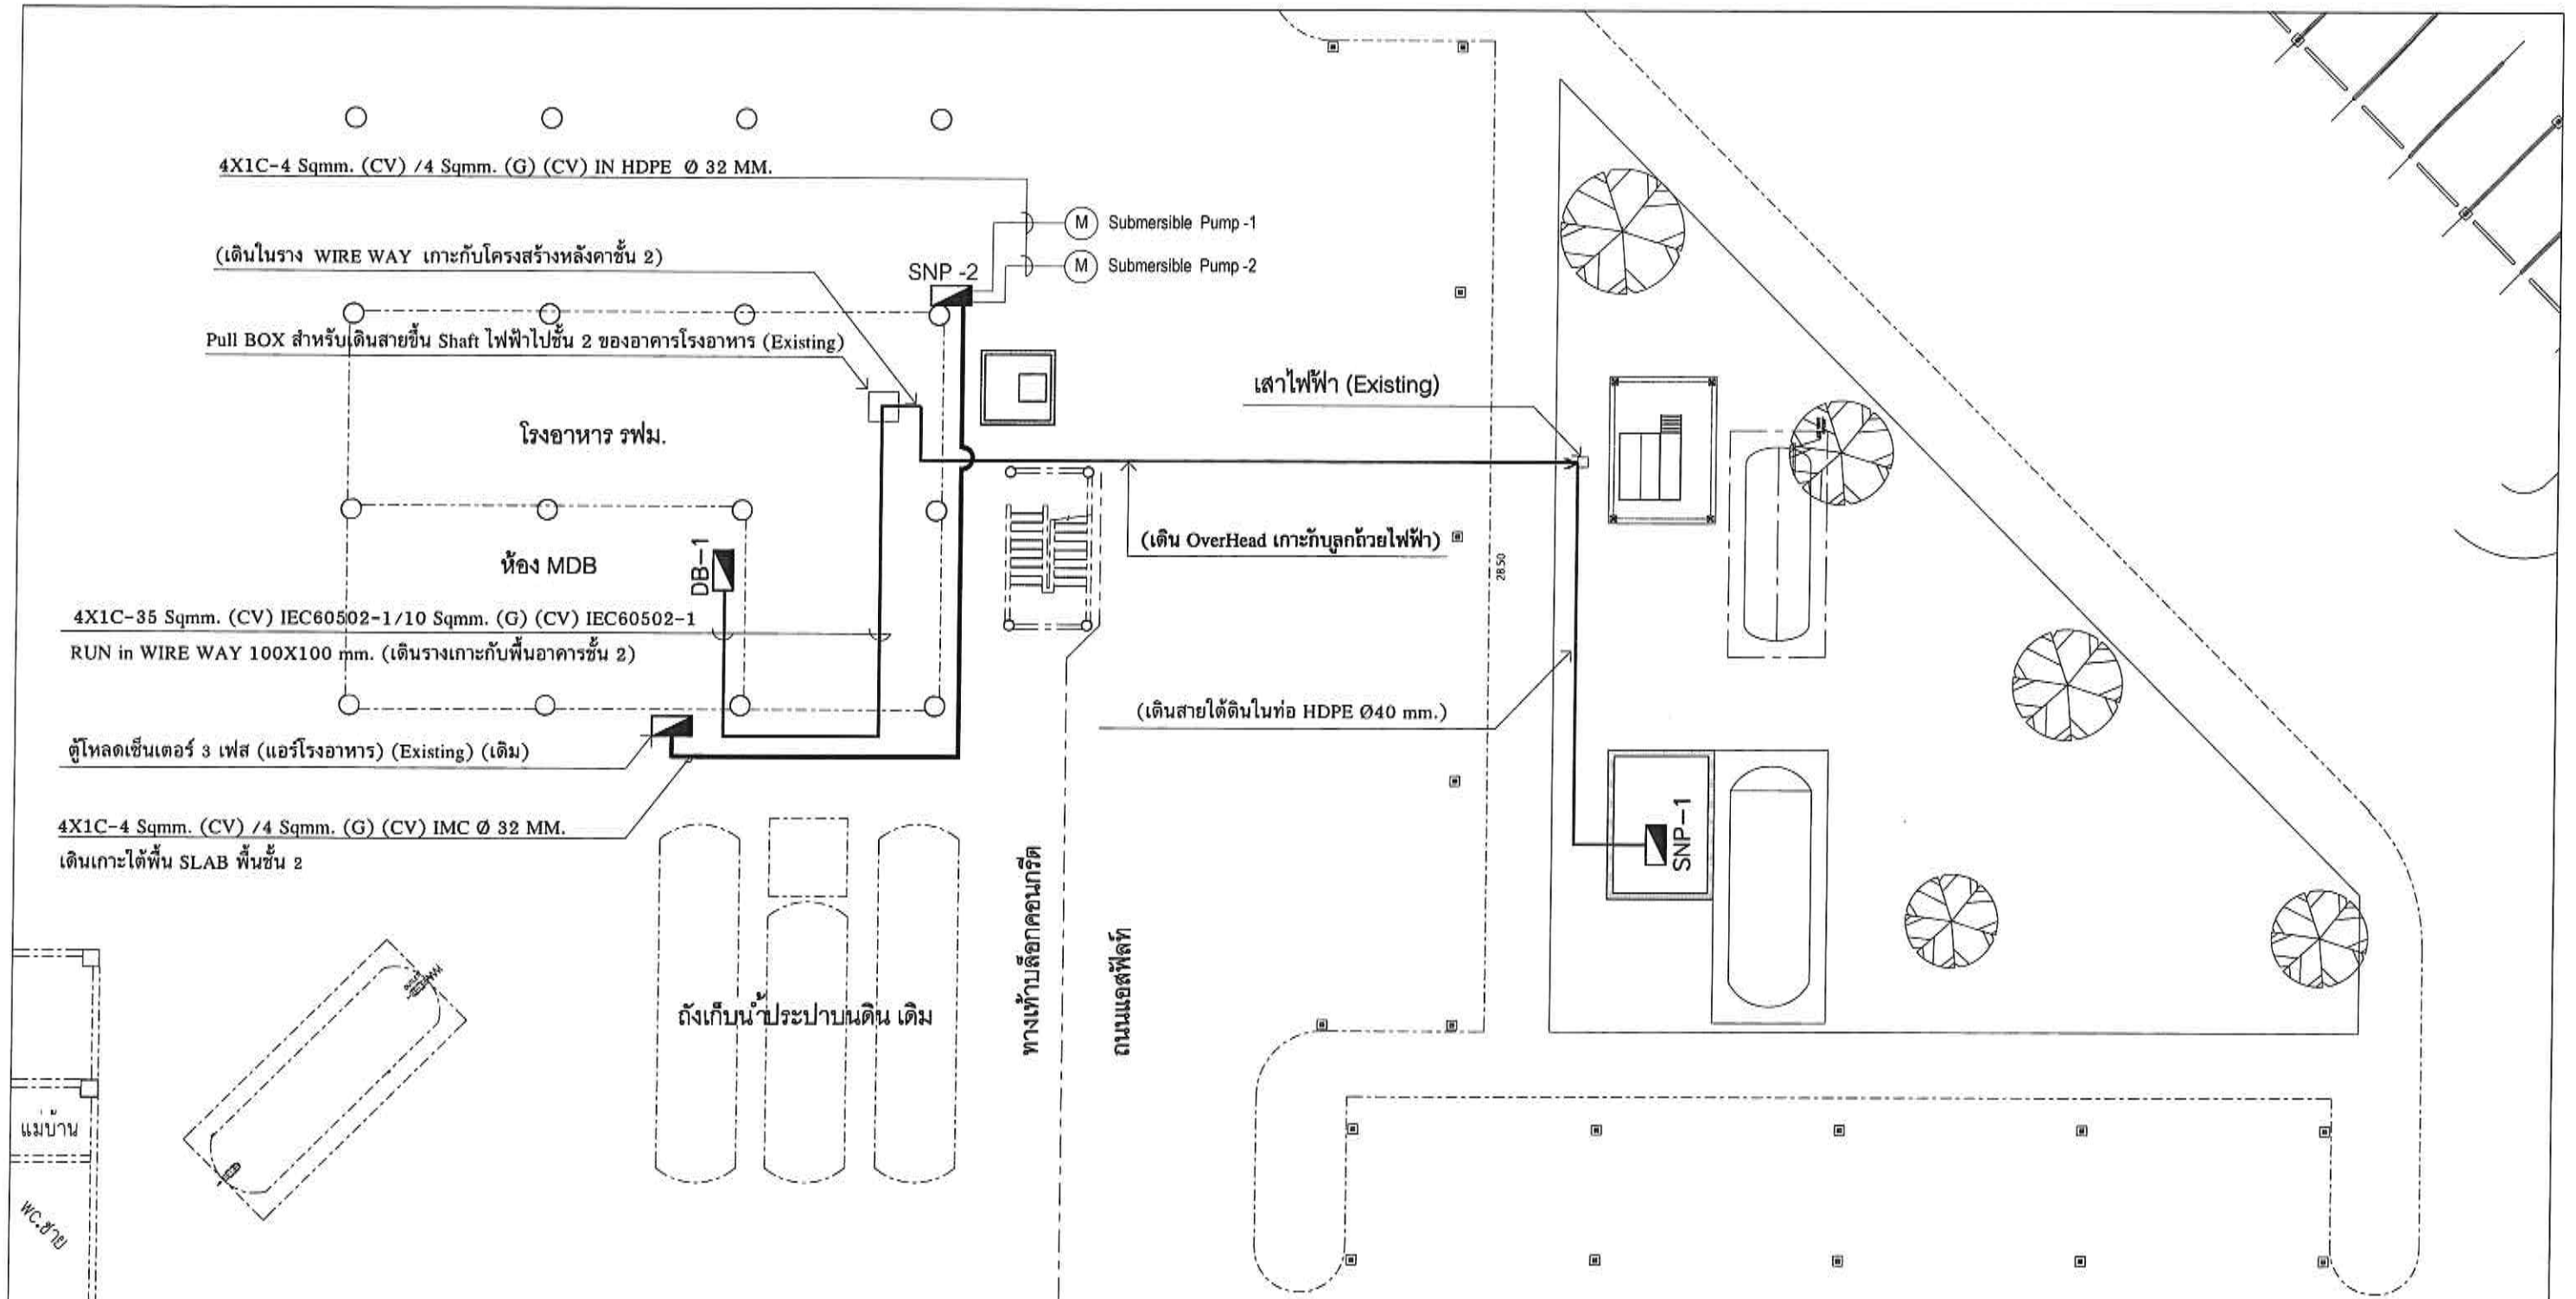 4X1C-4 Sqmm. (CV) /4 Sqmm. (G) (CV) IN HDPE Ø 32 MM.
M Submersible Pump -1
(เดินในราง WIRE WAY เกาะกับโครงสร้างหลังคาชั้น 2)
SNP -2
M Submersible Pump -2
Pull BOX สำหรับเดินสายขึ้น Shaft ไฟฟ้าไปชั้น 2 ของอาคารโรงอาหาร (Existing)
เสาไฟฟ้า (Existing)
โรงอาหาร รฟม.
(เดิน OverHead เกาะกับลูกถ้วยไฟฟ้า)
2850
ห้อง MDB
DB-1
4X1C-35 Sqmm. (CV) IEC60502-1/10 Sqmm. (G) (CV) IEC60502-1
RUN in WIRE WAY 100X100 mm. (เดินรางเกาะกับพื้นอาคารชั้น 2)
(เดินสายใต้ดินในท่อ HDPE Ø40 mm.)
ตู้โหลดเซ็นเตอร์ 3 เฟส (แอร์โรงอาหาร) (Existing) (เดิม)
4X1C-4 Sqmm. (CV) /4 Sqmm. (G) (CV) IMC Ø 32 MM.
เดินเกาะใต้พื้น SLAB พื้นชั้น 2
SNP-1
ทางเท้าบล็อกคอนกรีต
ถนนแอสฟัลท์
ถังเก็บน้ำประปาบนดิน เดิม
แม่บ้าน
WC.ชาย